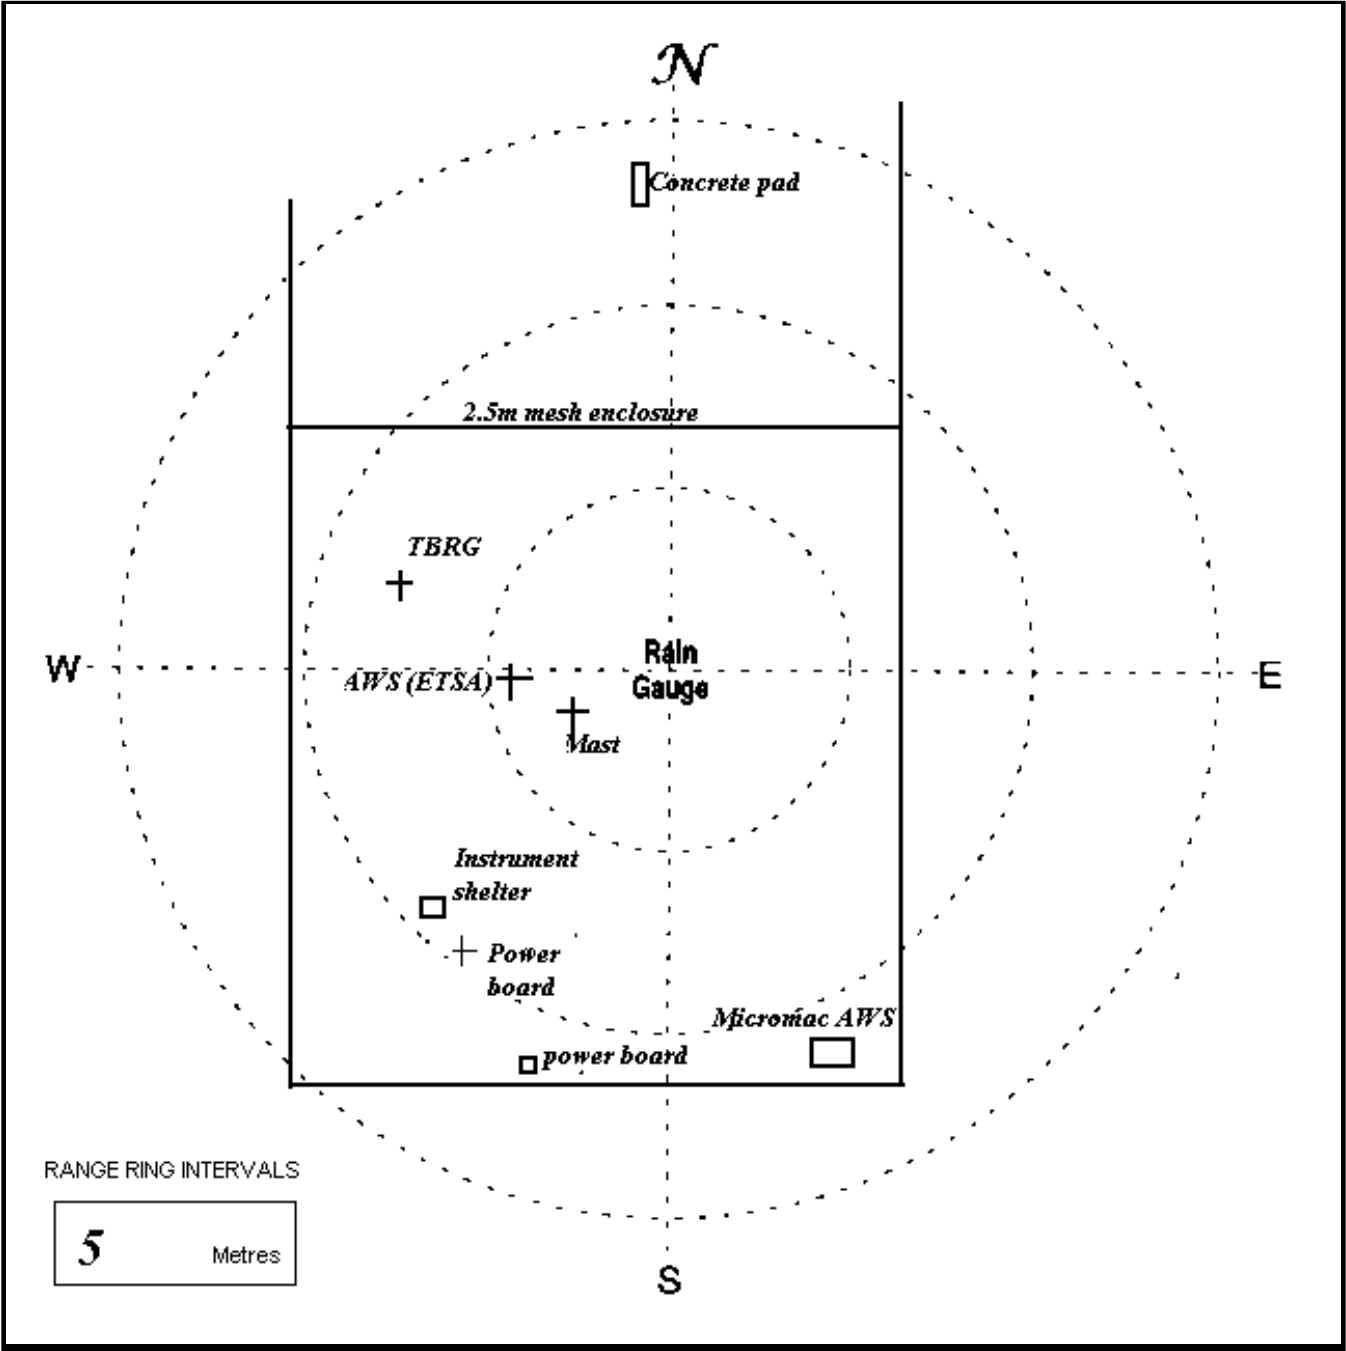 N
Concrete pad
2.5m mesh enclosure
TBRG
W
Rain
Gauge
E
AWS (ETSA)
Mast
Instrument
shelter
Power
board
Micromac AWS
power board
RANGE RING INTERVALS
5 Metres
S